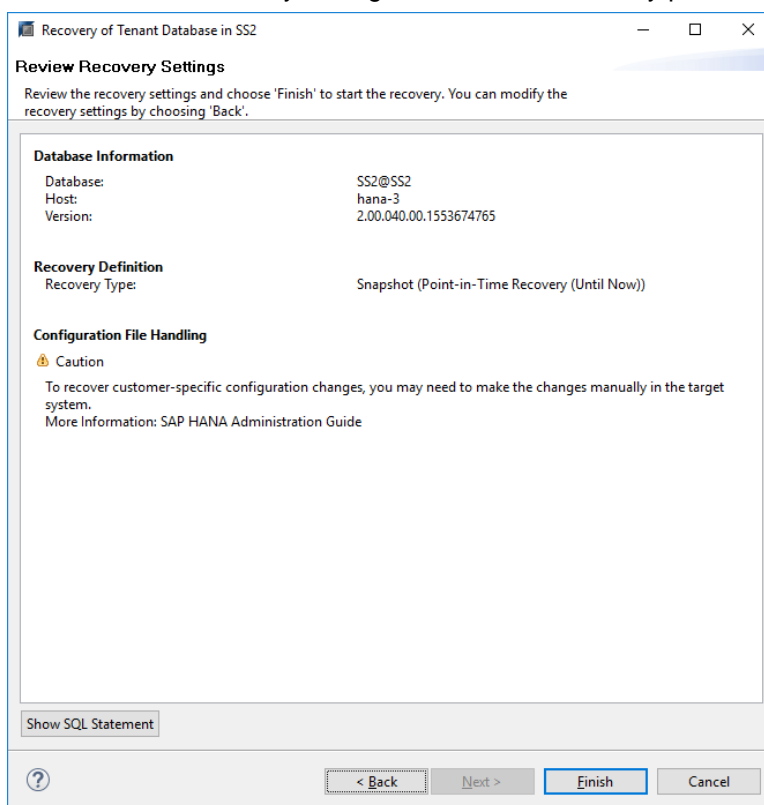 Recovery of Tenant Database in SS2
Review Recovery Settings
Review the recovery settings and choose 'Finish' to start the recovery. You can modify the
recovery settings by choosing 'Back'.
Database Information
Database: SS2@SS2
Host: hana-3
Version: 2.00.040.00.1553674765
Recovery Definition
Recovery Type: Snapshot (Point-in-Time Recovery (Until Now))
Configuration File Handling
Caution
To recover customer-specific configuration changes, you may need to make the changes manually in the target
system.
More Information: SAP HANA Administration Guide
Show SQL Statement
? < Back Next > Finish Cancel